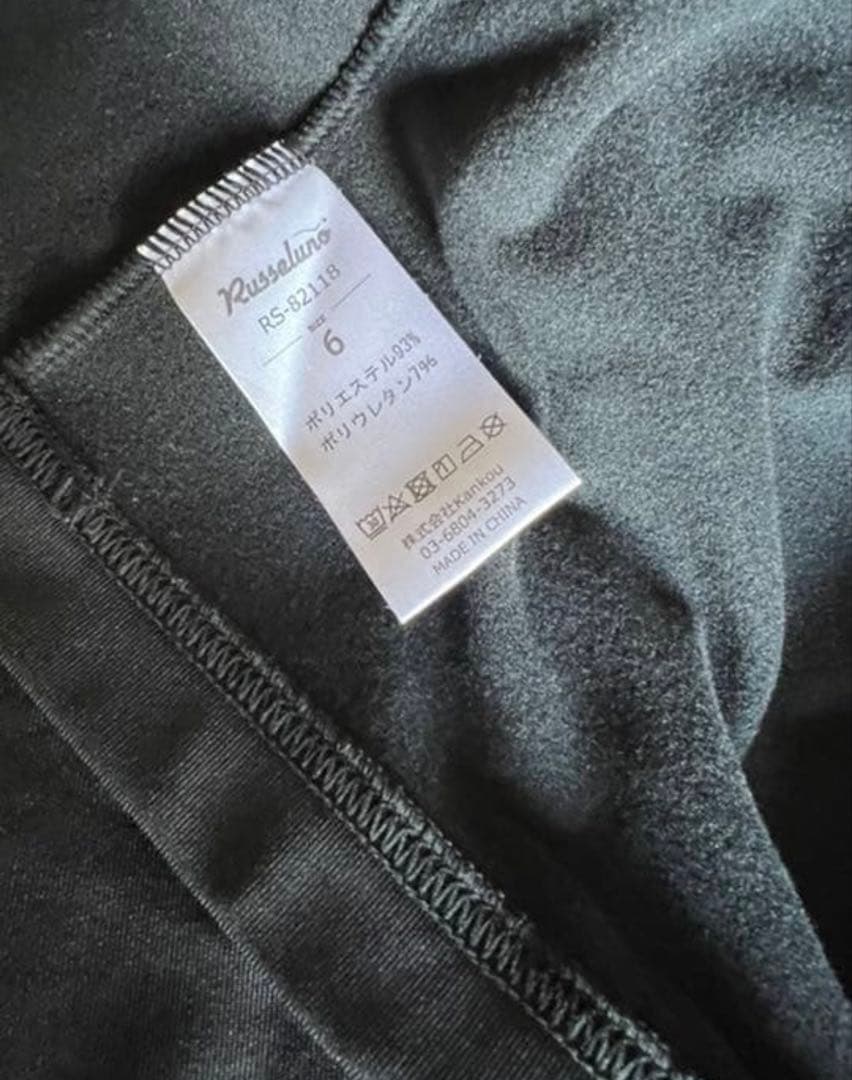 Russeluno
RS-82118
SIZE
6
ポリエステル93%
ポリウレタン7%
株式会社Kankou
03-6804-3273
MADE IN CHINA